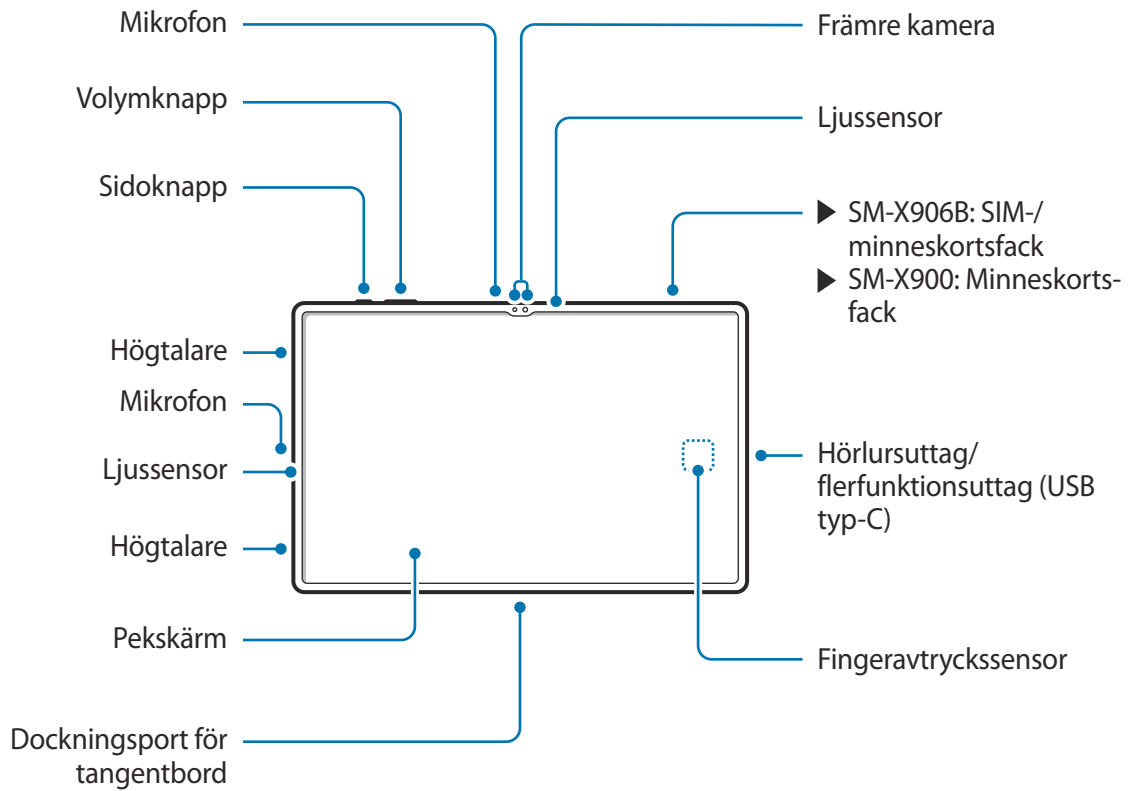 Mikrofon
Volymknapp
Sidoknapp
Högtalare
Mikrofon
Ljussensor
Högtalare
Pekskärm
Dockningsport för
tangentbord
Främre kamera
Ljussensor
▶ SM-X906B: SIM-/
minneskortsfack
▶ SM-X900: Minneskorts-
fack
Hörlursuttag/
flerfunktionsuttag (USB
typ-C)
Fingeravtryckssensor